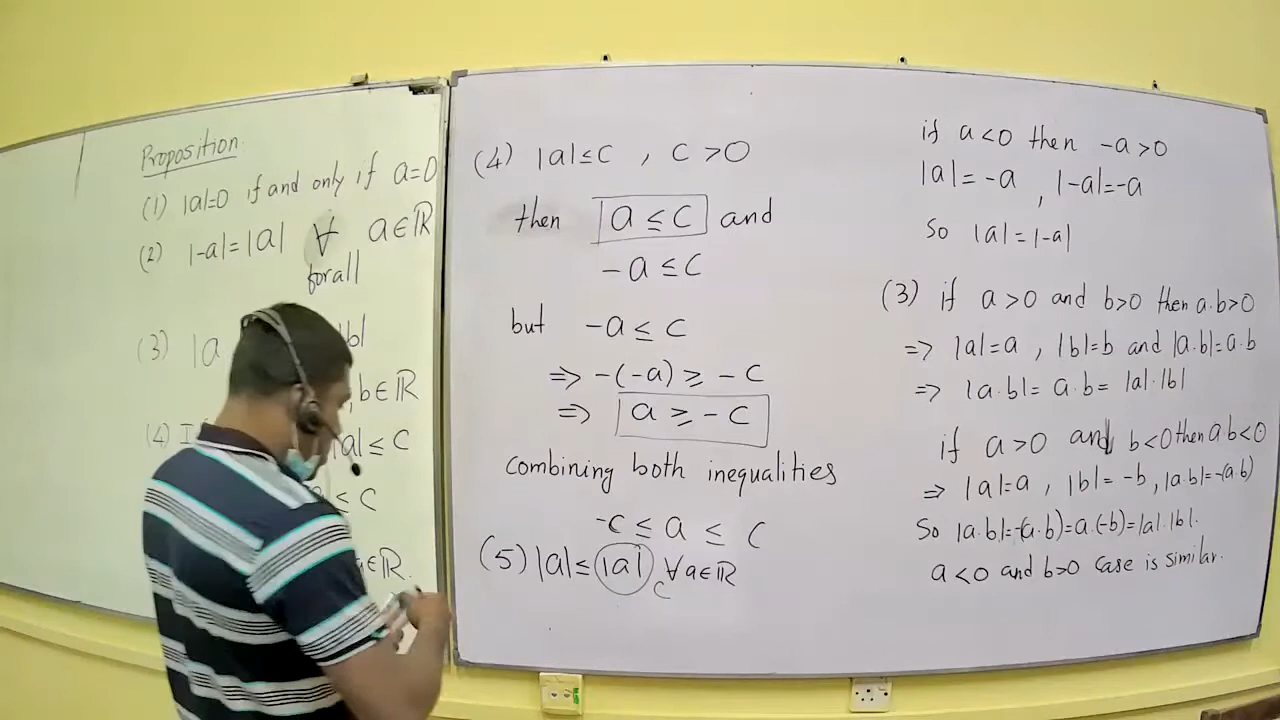 Proposition
(1) |a|=0 if and only if a=0
(2) |-a|=|a| ∀ a∈ℝ
for all
(3) |a |b|
,b∈ℝ
(4) |a|≤c
≤c
a∈ℝ.
(4) |a|≤c , c>0
then a≤c and
-a≤c
but -a≤c
=> -(-a) ≥ -c
=> a ≥ -c
combining both inequalities
-c ≤ a ≤ c
(5) |a|≤|a| ∀a∈ℝ
c
if a<0 then -a>0
|a|=-a , |-a|=-a
So |a|=|-a|
(3) if a>0 and b>0 then a·b>0
=> |a|=a , |b|=b and |a·b|=a·b
=> |a·b|= a·b= |a|·|b|
if a>0 and b<0 then ab<0
=> |a|=a, |b|=-b, |a·b|=-(a·b)
So |a·b|=-(a·b)=a·(-b)=|a|·|b|.
a<0 and b>0 case is similar.